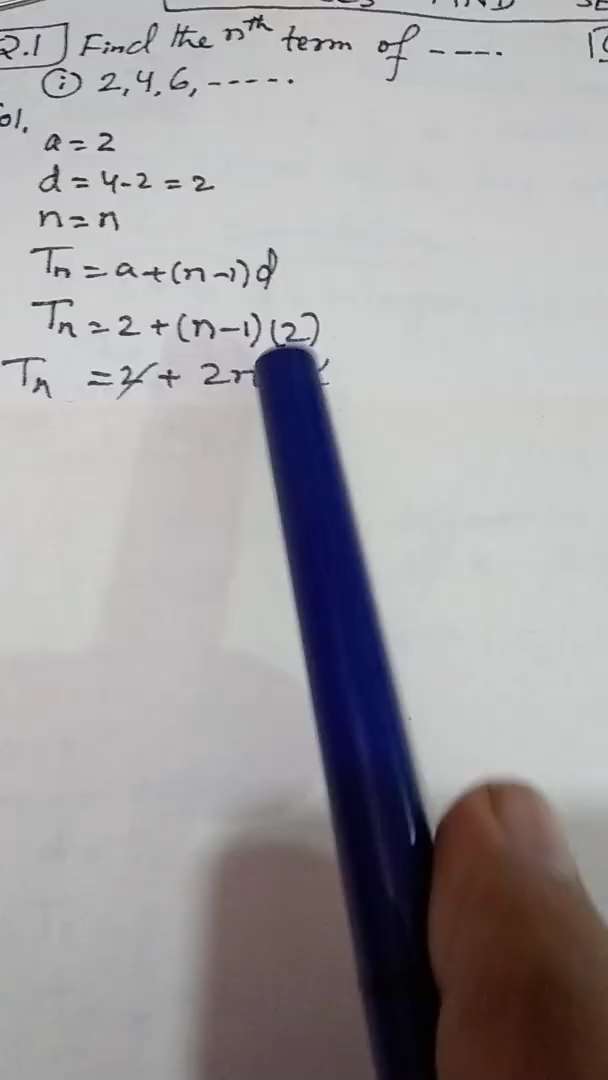 Q.1 Find the nth term of ----.
(i) 2, 4, 6, -----.
Sol.
a = 2
d = 4-2 = 2
n = n
Tn = a+(n-1)d
Tn = 2 + (n-1)(2)
Tn = 2 + 2n